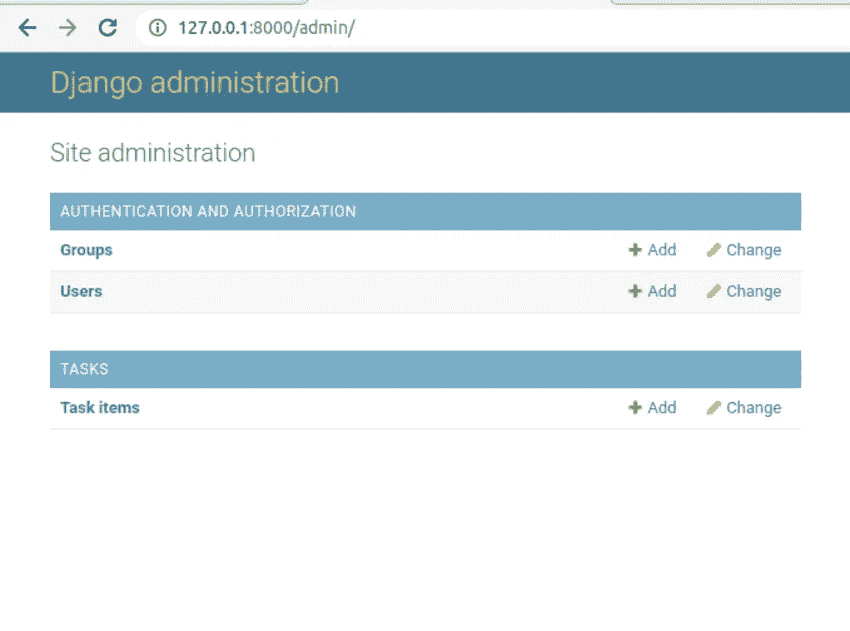 127.0.0.1:8000/admin/
Django administration
Site administration
AUTHENTICATION AND AUTHORIZATION
Groups Add Change
Users Add Change
TASKS
Task items Add Change